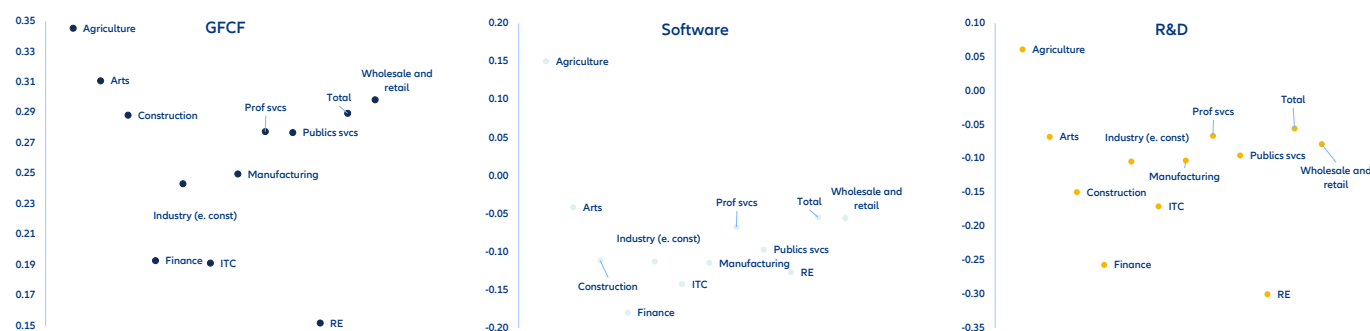 GFCF
0.35
0.33
0.31
0.29
0.27
0.25
0.23
0.21
0.19
0.17
0.15
Agriculture
Arts
Construction
Wholesale and
retail
Total
Prof svcs
Publics svcs
Manufacturing
Industry (e. const)
Finance
ITC
RE
Software
0.20
0.15
0.10
0.05
0.00
-0.05
-0.10
-0.15
-0.20
Agriculture
Arts
Wholesale and
retail
Total
Prof svcs
Industry (e. const)
Publics svcs
Manufacturing
RE
Construction
ITC
Finance
R&D
0.10
0.05
0.00
-0.05
-0.10
-0.15
-0.20
-0.25
-0.30
-0.35
Agriculture
Total
Prof svcs
Arts
Industry (e. const)
Publics svcs
Manufacturing
Wholesale and
retail
Construction
ITC
Finance
RE